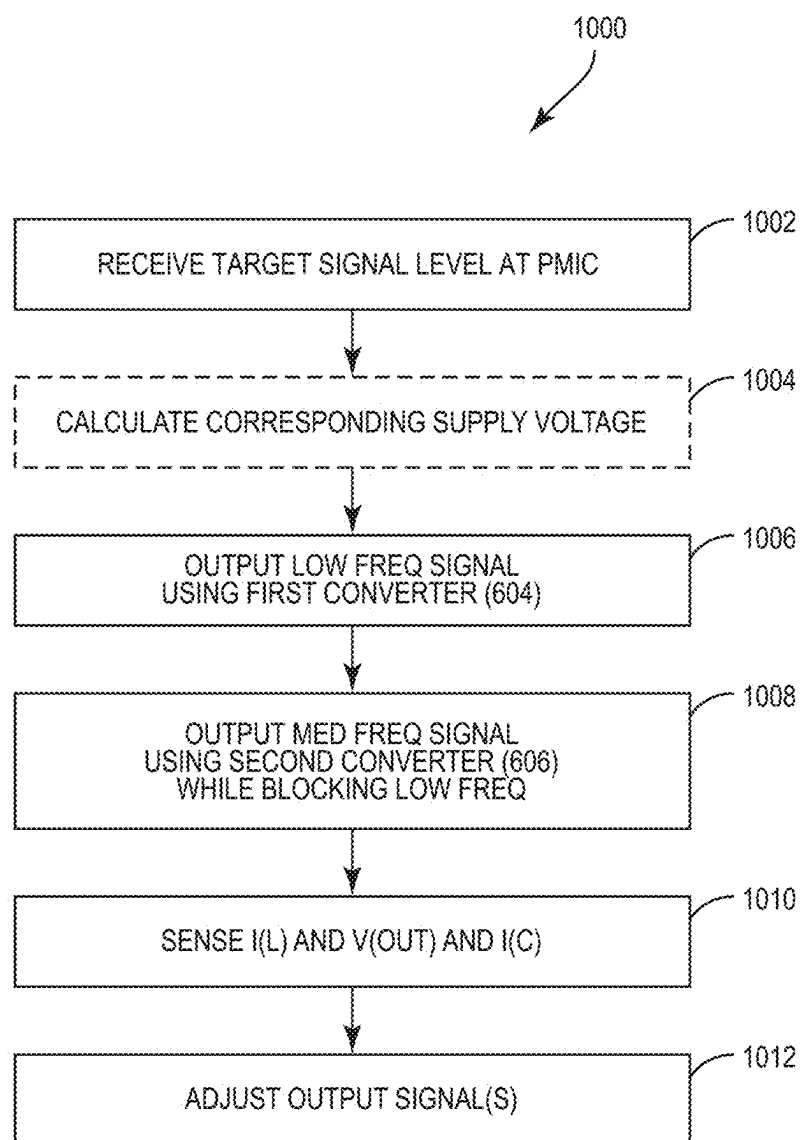 1000
1002
RECEIVE TARGET SIGNAL LEVEL AT PMIC
1004
CALCULATE CORRESPONDING SUPPLY VOLTAGE
1006
OUTPUT LOW FREQ SIGNAL
USING FIRST CONVERTER (604)
1008
OUTPUT MED FREQ SIGNAL
USING SECOND CONVERTER (606)
WHILE BLOCKING LOW FREQ
1010
SENSE I(L) AND V(OUT) AND I(C)
1012
ADJUST OUTPUT SIGNAL(S)